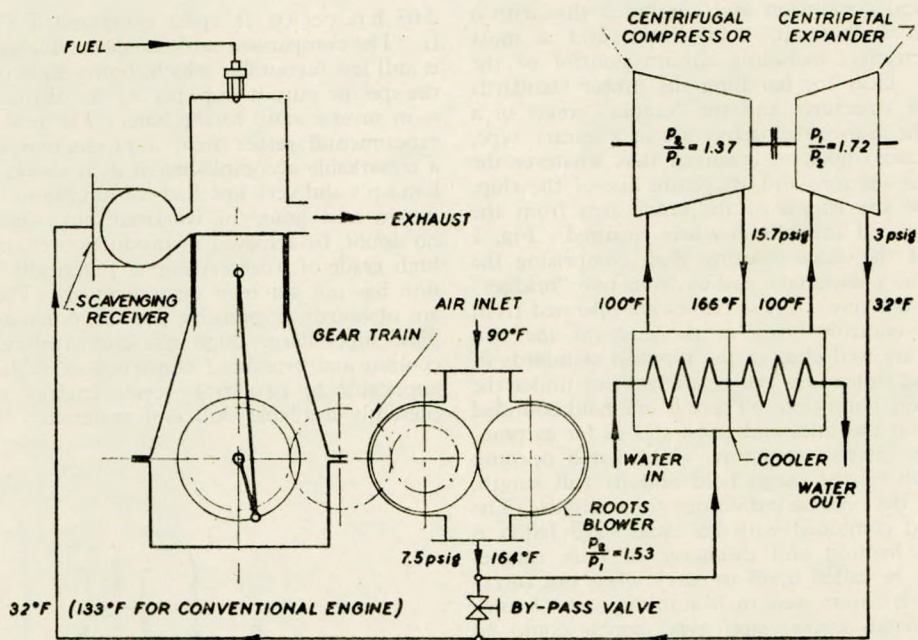 CENTRIFUGAL
COMPRESSOR
CENTRIPETAL
EXPANDER
FUEL
P₂/P₁ = 1.37
P₁/P₂ = 1.72
EXHAUST
15.7psig
3psig
SCAVENGING
RECEIVER
100°F
166°F
100°F
32°F
GEAR TRAIN
AIR INLET
90°F
WATER
IN
COOLER
WATER
OUT
ROOTS
BLOWER
P₂/P₁ = 1.53
7.5psig
164°F
32°F (133°F FOR CONVENTIONAL ENGINE)
BY-PASS VALVE